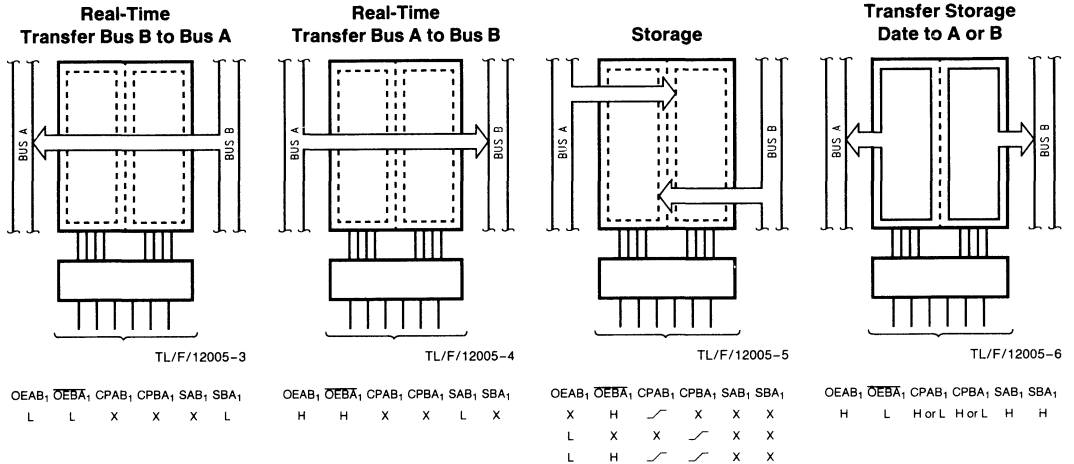 Real-Time
Transfer Bus B to Bus A
BUS A
BUS B
TL/F/12005-3
OEAB₁ OEBA₁ CPAB₁ CPBA₁ SAB₁ SBA₁
L L X X X L
Real-Time
Transfer Bus A to Bus B
BUS A
BUS B
TL/F/12005-4
OEAB₁ OEBA₁ CPAB₁ CPBA₁ SAB₁ SBA₁
H H X X L X
Storage
BUS A
BUS B
TL/F/12005-5
OEAB₁ OEBA₁ CPAB₁ CPBA₁ SAB₁ SBA₁
X H X X X
L X X X X
L H X X
Transfer Storage
Date to A or B
BUS A
BUS B
TL/F/12005-6
OEAB₁ OEBA₁ CPAB₁ CPBA₁ SAB₁ SBA₁
H L H or L H or L H H